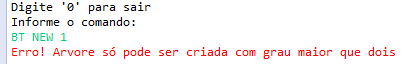 Digite '0' para sair
Informe o comando:
BT NEW 1
Erro! Arvore só pode ser criada com grau maior que dois